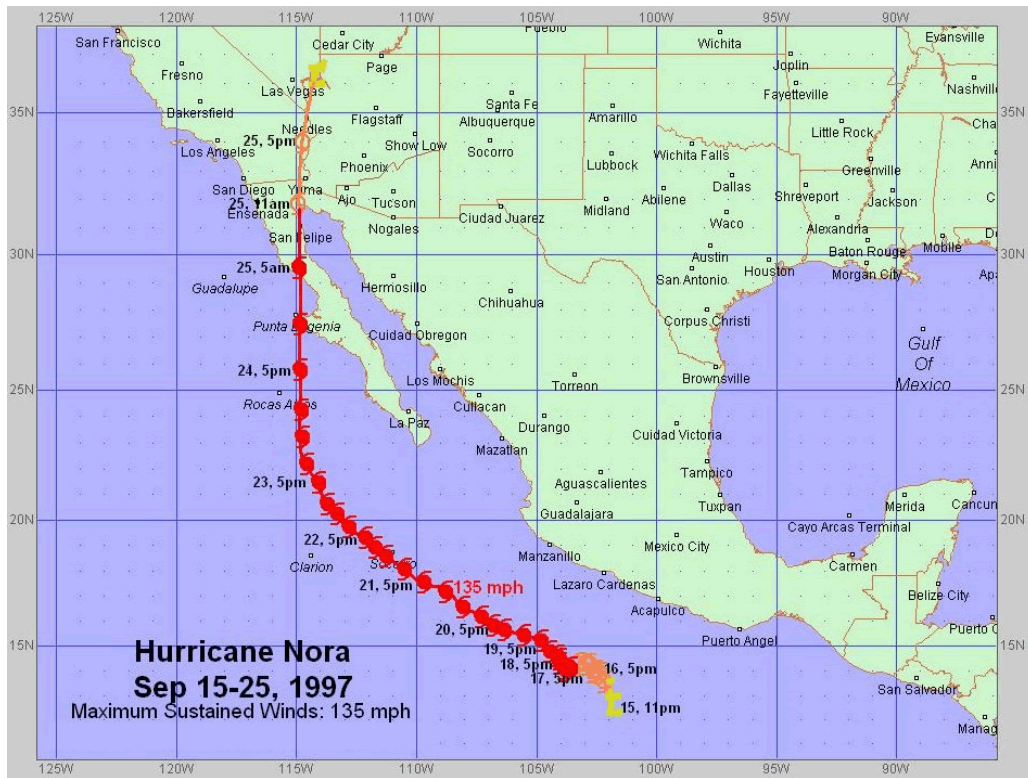 125W 120W 115W 110W 105W 100W 95W 90W
San Francisco
Cedar City
Pueblo
Wichita
Evansville
Joplin
Page
Fresno
Las Vegas
Fayetteville
Nashvill
Bakersfield
Santa Fe
35N 35N
Flagstaff
Albuquerque
Amarillo
Needles
Little Rock
Cha
25, 5pm
Show Low
Socorro
Los Angeles
Wichita Falls
Phoenix
Lubbock
Greenville
Anni
San Diego
Yuma
Dallas
Ajo
Tucson
Abilene
Shreveport
Jackson
25, 11am
Ensenada
Ciudad Juarez
Midland
Waco
Nogales
Alexandria
San Felipe
Mobile
Baton Rouge
30N 30N
Austin
25, 5am
Houston
San Antonio
Morgan City
Apa
Guadalupe
Hermosillo
Chihuahua
Corpus Christi
Punta Eugenia
Cuidad Obregon
Gulf
Of
Mexico
24, 5pm
Los Mochis
Torreon
Brownsville
25N 25N
Rocas Alijos
Culiacan
La Paz
Durango
Cuidad Victoria
Mazatlan
Tampico
23, 5pm
Aguascalientes
Tuxpan
Merida
Cancun
Guadalajara
20N 20N
Cayo Arcas Terminal
22, 5pm
Mexico City
Manzanillo
Clarion
Socorro
Carmen
21, 5pm
135 mph
Lazaro Cardenas
Belize City
Acapulco
20, 5pm
Puerto Angel
Puerto C
15N 15N
19, 5pm
18, 5pm
16, 5pm
17, 5pm
San Salvador
15, 11pm
Manag
Hurricane Nora
Sep 15-25, 1997
Maximum Sustained Winds: 135 mph
125W 120W 115W 110W 105W 100W 95W 90W